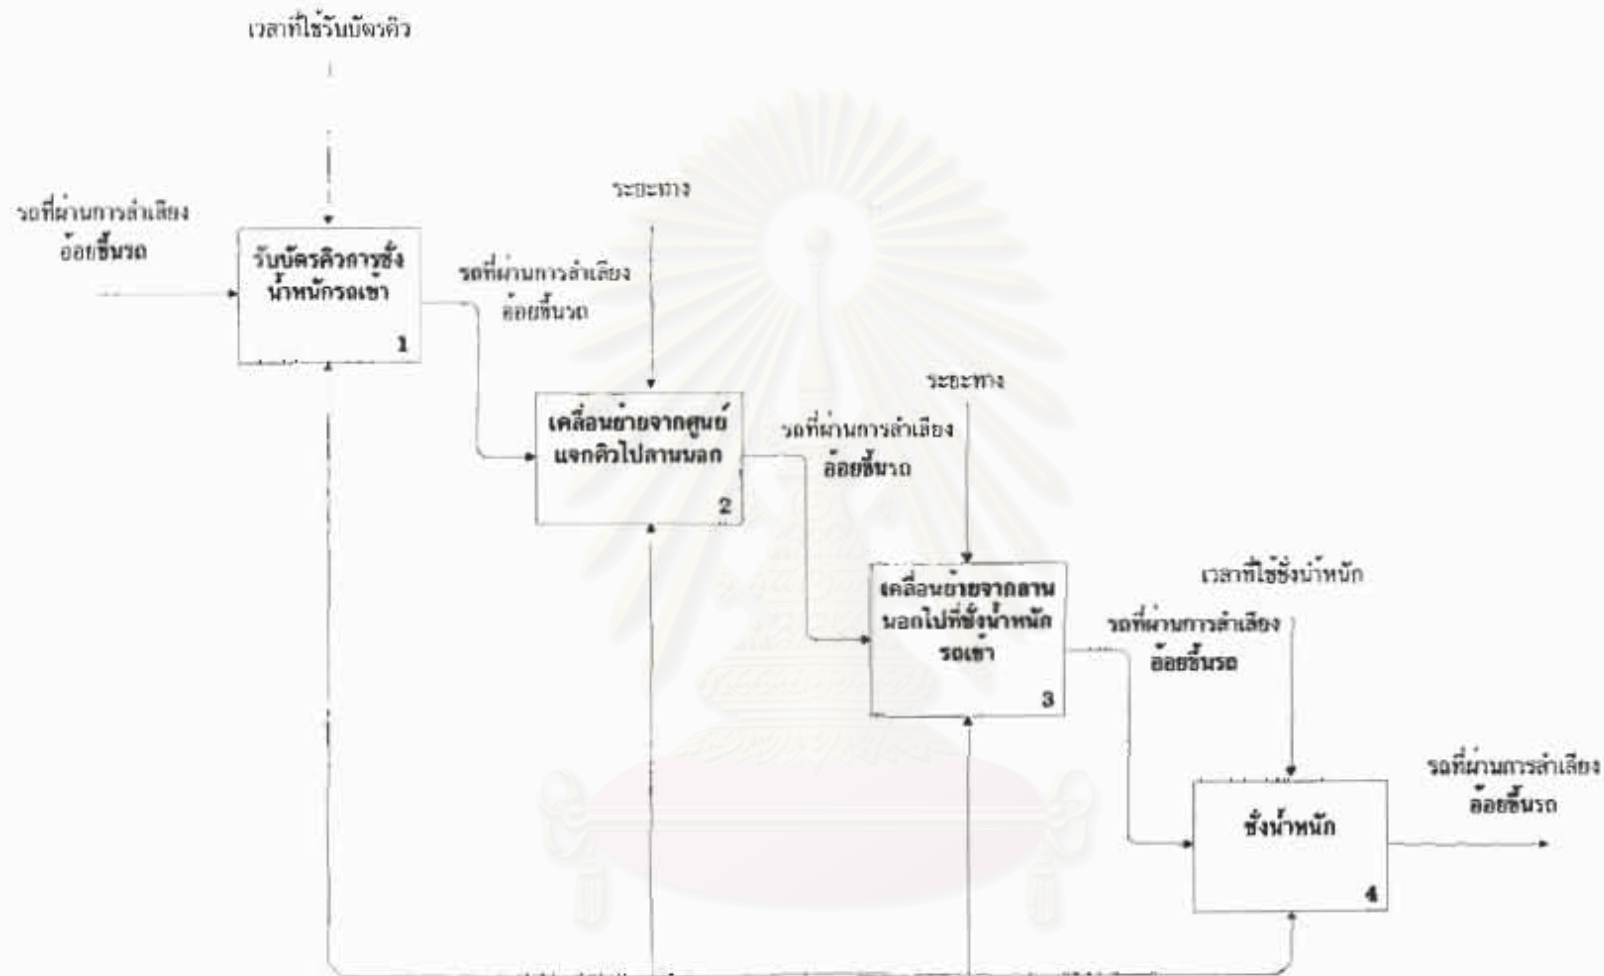 เวลาที่ใช้รับบัตรคิว
รถที่ผ่านการลำเลียง
อ้อยขึ้นรถ
รับบัตรคิวการชั่ง
น้ำหนักรถเข้า
1
รถที่ผ่านการลำเลียง
อ้อยขึ้นรถ
ระยะทาง
เคลื่อนย้ายจากศูนย์
แจกคิวไปลานนอก
2
รถที่ผ่านการลำเลียง
อ้อยขึ้นรถ
ระยะทาง
เคลื่อนย้ายจากลาน
นอกไปที่ชั่งน้ำหนัก
รถเข้า
3
รถที่ผ่านการลำเลียง
อ้อยขึ้นรถ
เวลาที่ใช้ชั่งน้ำหนัก
ชั่งน้ำหนัก
4
รถที่ผ่านการลำเลียง
อ้อยขึ้นรถ